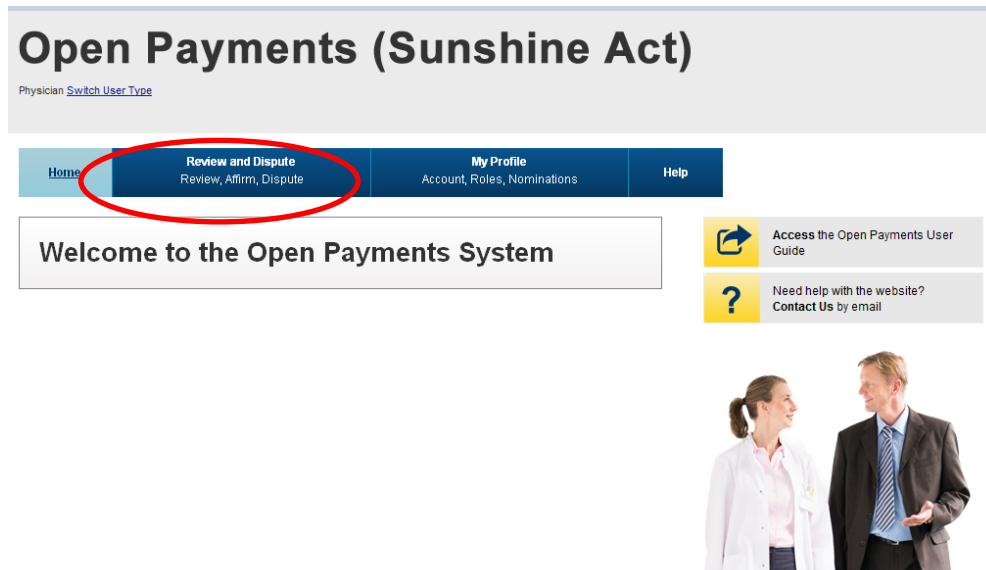 Open Payments (Sunshine Act)
Physician Switch User Type
Home
Review and Dispute
Review, Affirm, Dispute
My Profile
Account, Roles, Nominations
Help
Welcome to the Open Payments System
Access the Open Payments User
Guide
?
Need help with the website?
Contact Us by email